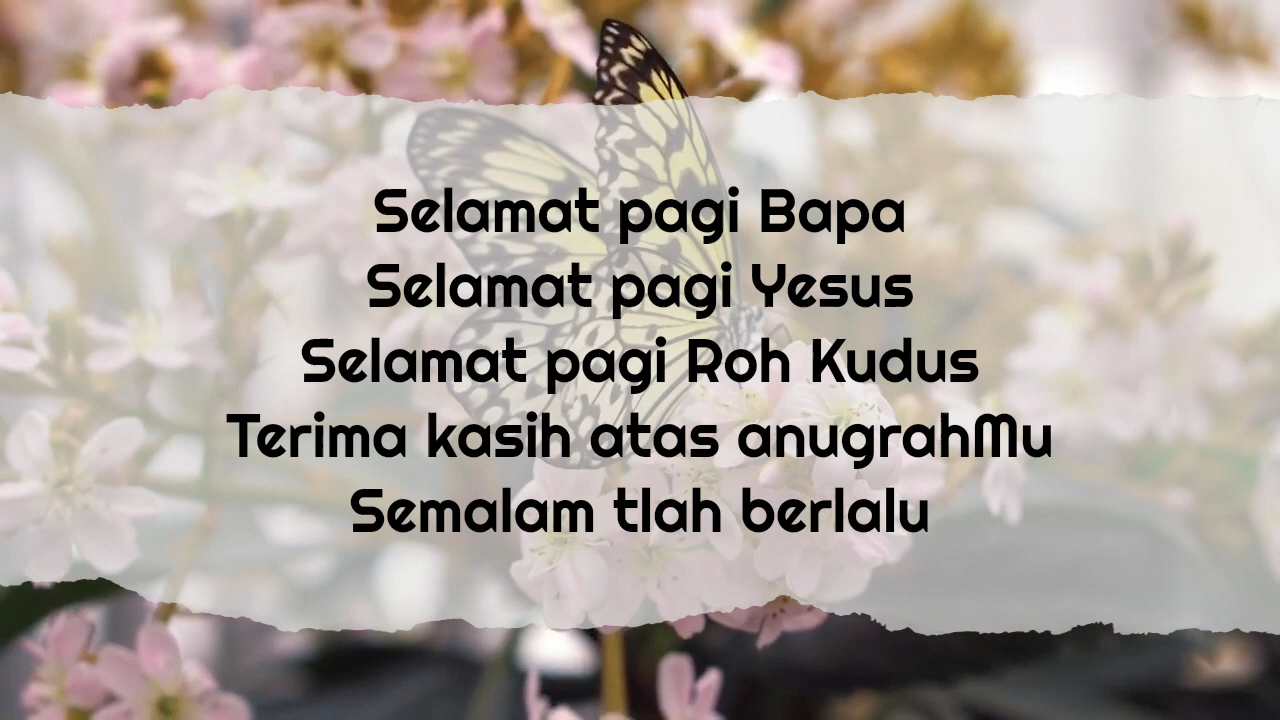 Selamat pagi Bapa
Selamat pagi Yesus
Selamat pagi Roh Kudus
Terima kasih atas anugrahMu
Semalam tlah berlalu